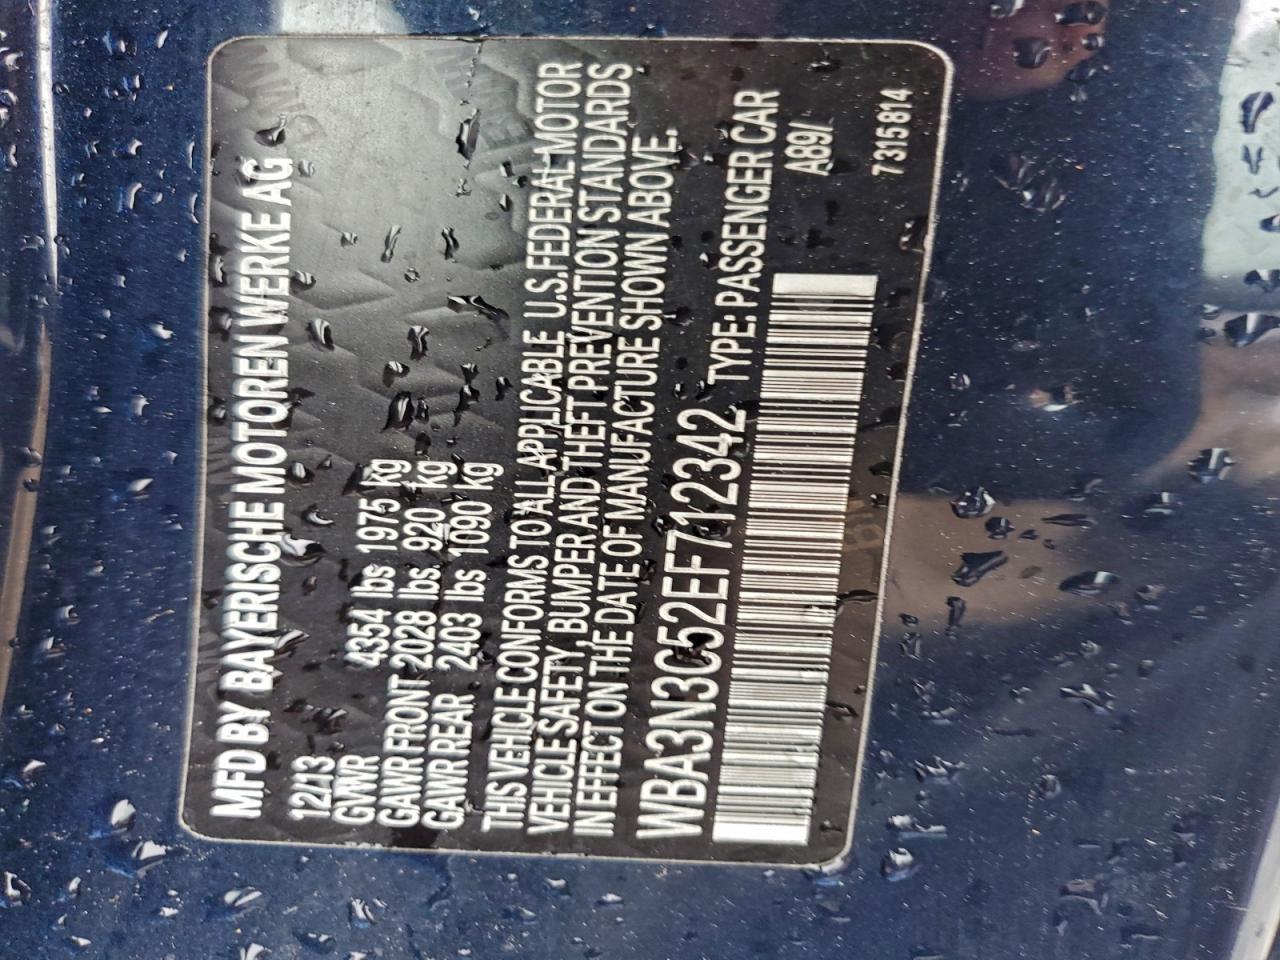 MFD BY BAYERISCHE MOTOREN WERKE AG
12/13
GVWR 4354 lbs 1975 kg
GAWR FRONT 2028 lbs. 920 kg
GAWR REAR 2403 lbs 1090 kg
THIS VEHICLE CONFORMS TO ALL APPLICABLE U.S. FEDERAL MOTOR
VEHICLE SAFETY, BUMPER AND THEFT PREVENTION STANDARDS
IN EFFECT ON THE DATE OF MANUFACTURE SHOWN ABOVE.
WBA3N3C52EF712342 TYPE: PASSENGER CAR
A89/
7315814